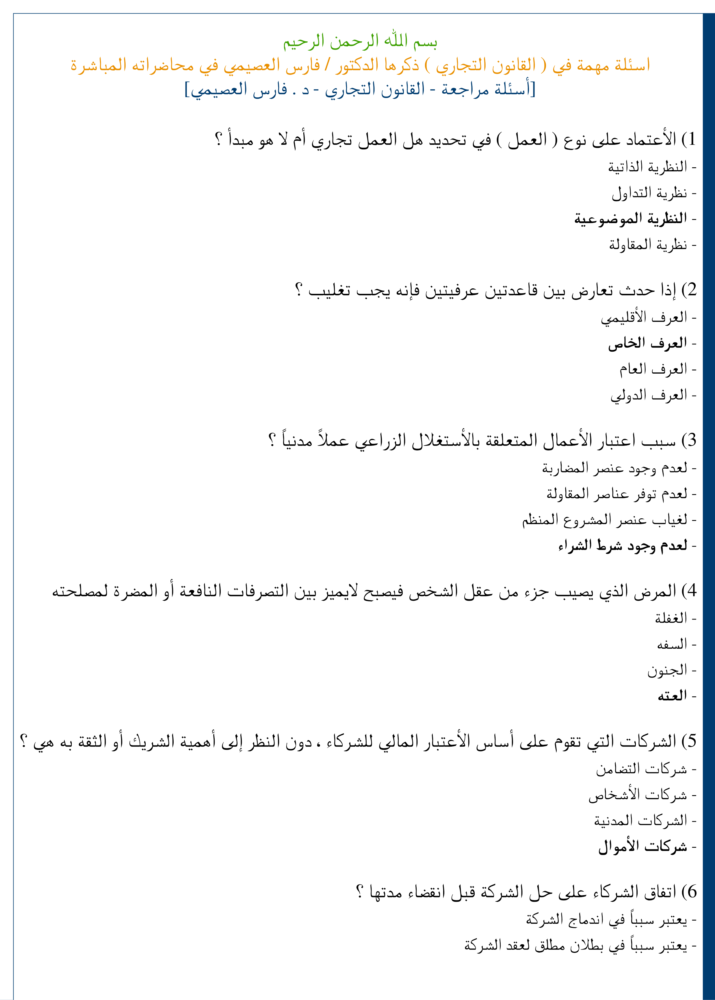 بسم الله الرحمن الرحيم
اسئلة مهمة في ( القانون التجاري ) ذكرها الدكتور / فارس العصيمي في محاضراته المباشرة
[أسئلة مراجعة - القانون التجاري - د . فارس العصيمي]
1) الأعتماد على نوع ( العمل ) في تحديد هل العمل تجاري أم لا هو مبدأ ؟
- النظرية الذاتية
- نظرية التداول
- النظرية الموضوعية
- نظرية المقاولة
2) إذا حدث تعارض بين قاعدتين عرفيتين فإنه يجب تغليب ؟
- العرف الأقليمي
- العرف الخاص
- العرف العام
- العرف الدولي
3) سبب اعتبار الأعمال المتعلقة بالأستغلال الزراعي عملاً مدنياً ؟
- لعدم وجود عنصر المضاربة
- لعدم توفر عناصر المقاولة
- لغياب عنصر المشروع المنظم
- لعدم وجود شرط الشراء
4) المرض الذي يصيب جزء من عقل الشخص فيصبح لايميز بين التصرفات النافعة أو المضرة لمصلحته
- الغفلة
- السفه
- الجنون
- العته
5) الشركات التي تقوم على أساس الأعتبار المالي للشركاء ، دون النظر إلى أهمية الشريك أو الثقة به هي ؟
- شركات التضامن
- شركات الأشخاص
- الشركات المدنية
- شركات الأموال
6) اتفاق الشركاء على حل الشركة قبل انقضاء مدتها ؟
- يعتبر سبباً في اندماج الشركة
- يعتبر سبباً في بطلان مطلق لعقد الشركة